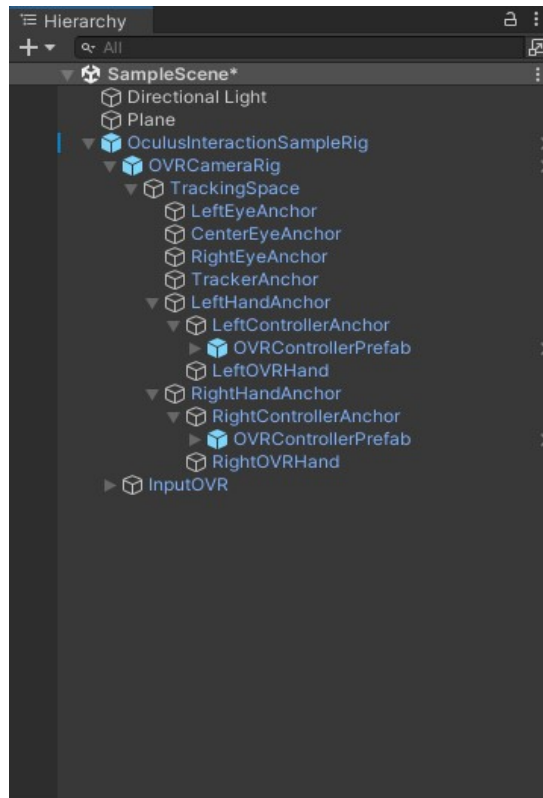 Hierarchy
All
SampleScene*
Directional Light
Plane
OculusInteractionSampleRig
OVRCameraRig
TrackingSpace
LeftEyeAnchor
CenterEyeAnchor
RightEyeAnchor
TrackerAnchor
LeftHandAnchor
LeftControllerAnchor
OVRControllerPrefab
LeftOVRHand
RightHandAnchor
RightControllerAnchor
OVRControllerPrefab
RightOVRHand
InputOVR